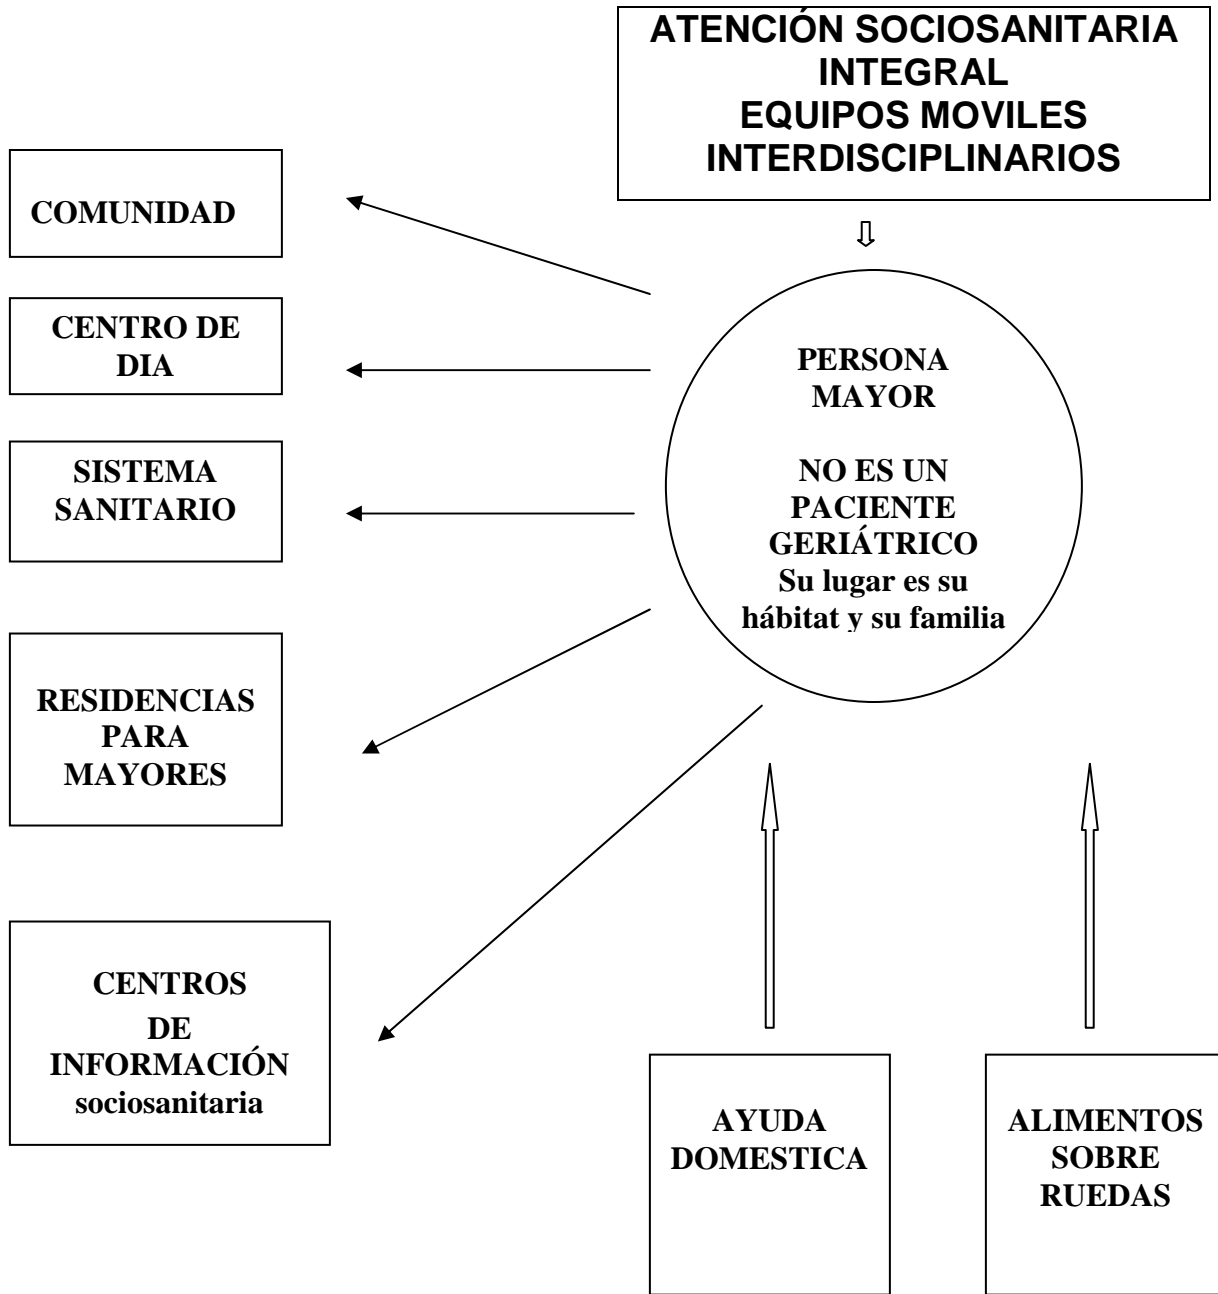 ATENCIÓN SOCIOSANITARIA
INTEGRAL
EQUIPOS MOVILES
INTERDISCIPLINARIOS
COMUNIDAD
CENTRO DE
DIA
SISTEMA
SANITARIO
RESIDENCIAS
PARA
MAYORES
CENTROS
DE
INFORMACIÓN
sociosanitaria
PERSONA
MAYOR
NO ES UN
PACIENTE
GERIÁTRICO
Su lugar es su
hábitat y su familia
AYUDA
DOMESTICA
ALIMENTOS
SOBRE
RUEDAS